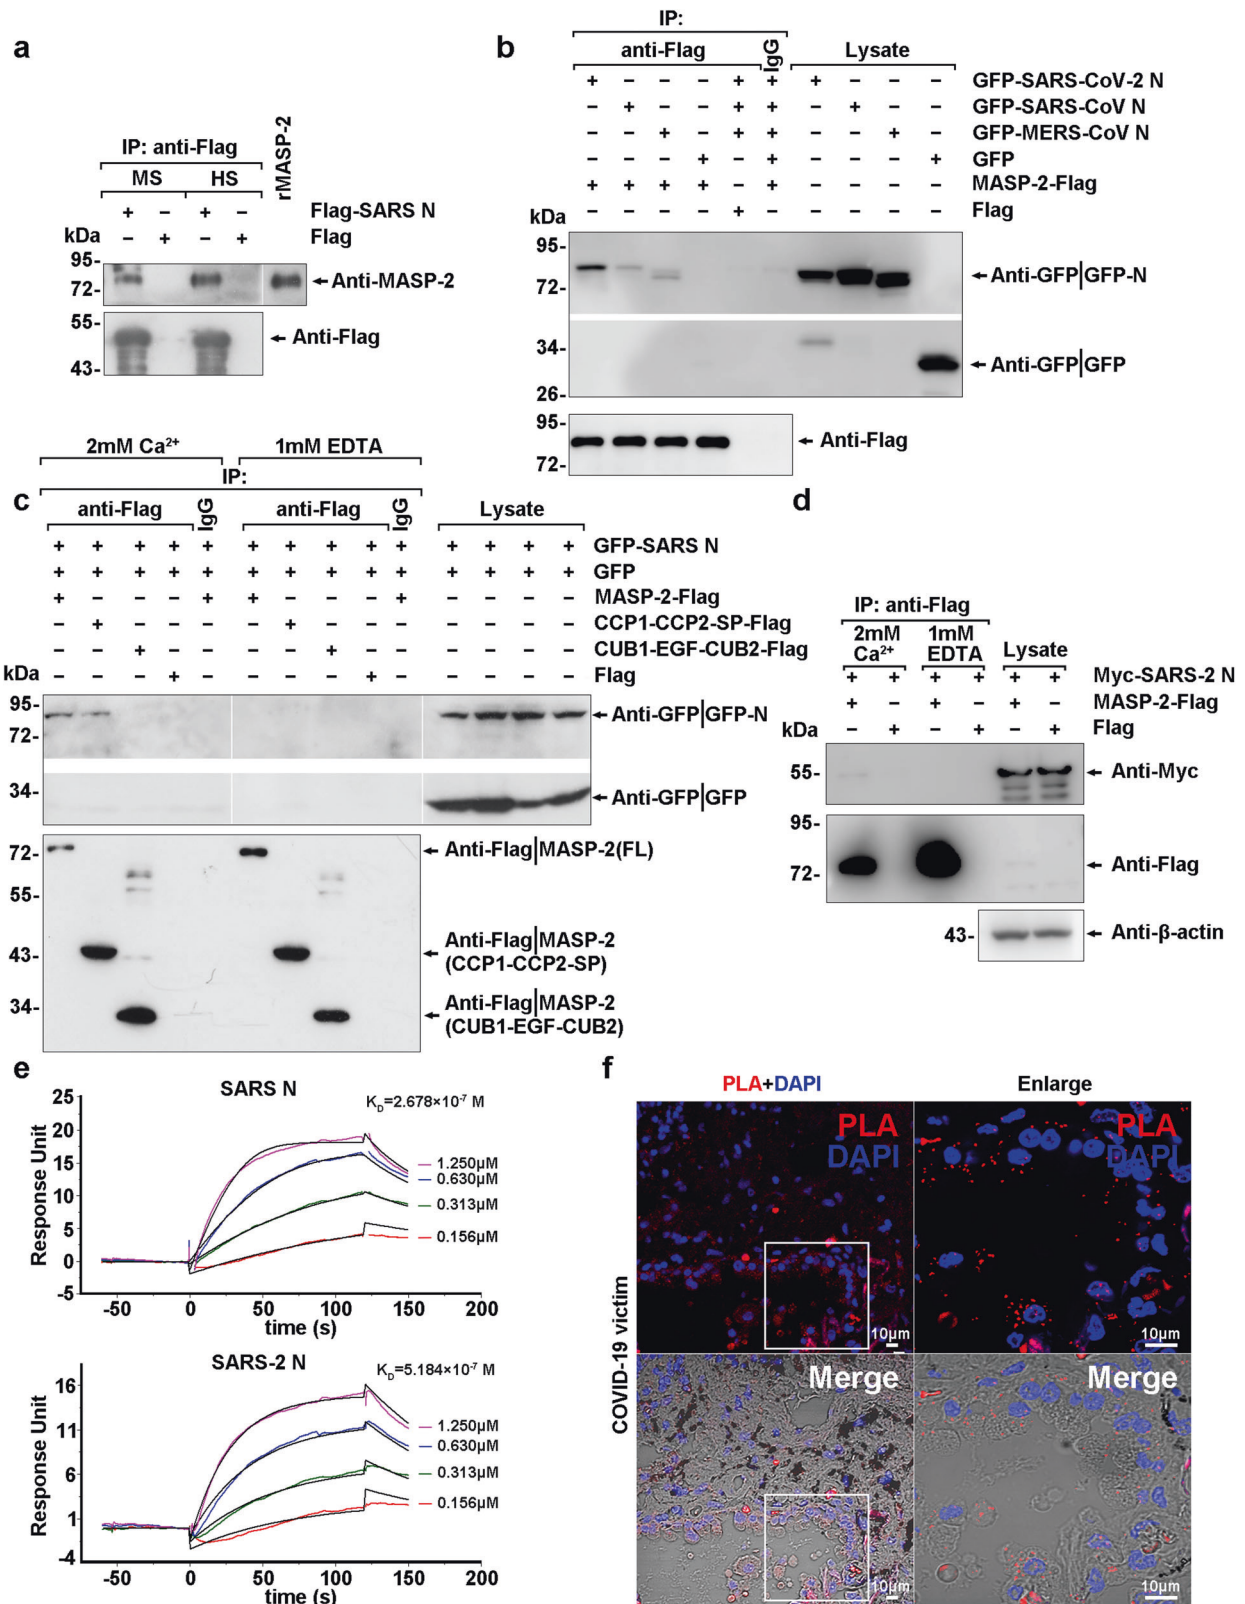 a
IP: anti-Flag
MS HS rMASP-2
+ – + – Flag-SARS N
– + – + Flag
kDa
95-
72-
Anti-MASP-2
55-
43-
Anti-Flag
b
IP:
anti-Flag IgG Lysate
+ – – – + + + – – – GFP-SARS-CoV-2 N
– + – – + + – + – – GFP-SARS-CoV N
– – + – + + – – + – GFP-MERS-CoV N
– – – + – + – – – + GFP
+ + + + – + – – – – MASP-2-Flag
– – – – + – – – – – Flag
kDa
95-
72-
Anti-GFP|GFP-N
34-
26-
Anti-GFP|GFP
95-
72-
Anti-Flag
c
2mM Ca²⁺ 1mM EDTA
IP:
anti-Flag IgG anti-Flag IgG Lysate
+ + + + + + + + + + + + + + GFP-SARS N
+ + + + + + + + + + + + + + GFP
+ – – – + + – – – + – – – – MASP-2-Flag
– + – – – – + – – – – – – – CCP1-CCP2-SP-Flag
– – + – – – – + – – – – – – CUB1-EGF-CUB2-Flag
– – – + – – – – + – – – – – Flag
kDa
95-
72-
Anti-GFP|GFP-N
34-
Anti-GFP|GFP
72-
55-
43-
34-
Anti-Flag|MASP-2(FL)
Anti-Flag|MASP-2
(CCP1-CCP2-SP)
Anti-Flag|MASP-2
(CUB1-EGF-CUB2)
d
IP: anti-Flag
2mM Ca²⁺ 1mM EDTA Lysate
+ + + + + + Myc-SARS-2 N
+ – + – + – MASP-2-Flag
– + – + – + Flag
kDa
55-
Anti-Myc
95-
72-
Anti-Flag
43-
Anti-β-actin
e
SARS N
K_D=2.678×10⁻⁷ M
Response Unit
25
20
15
10
5
0
-5
1.250µM
0.630µM
0.313µM
0.156µM
-50 0 50 100 150 200
time (s)
SARS-2 N
K_D=5.184×10⁻⁷ M
Response Unit
16
11
6
1
-4
1.250µM
0.630µM
0.313µM
0.156µM
-50 0 50 100 150 200
time (s)
f
PLA+DAPI Enlarge
COVID-19 victim
PLA
DAPI
10µm
PLA
DAPI
10µm
Merge
10µm
Merge
10µm